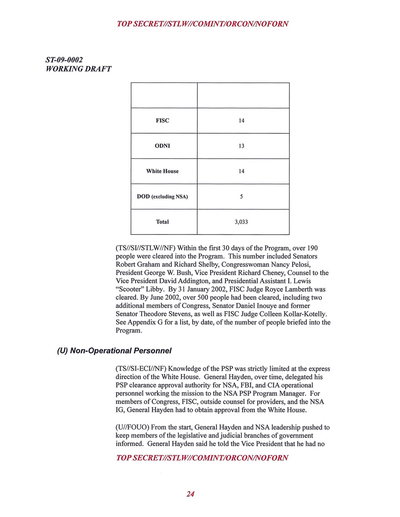 TOP SECRET//STLW//COMINT/ORCON/NOFORN
ST-09-0002
WORKING DRAFT
FISC 14
ODNI 13
White House 14
DOD (excluding NSA) 5
Total 3,033
(TS//SI//STLW//NF) Within the first 30 days of the Program, over 190
people were cleared into the Program. This number included Senators
Robert Graham and Richard Shelby, Congresswoman Nancy Pelosi,
President George W. Bush, Vice President Richard Cheney, Counsel to the
Vice President David Addington, and Presidential Assistant I. Lewis
“Scooter” Libby. By 31 January 2002, FISC Judge Royce Lamberth was
cleared. By June 2002, over 500 people had been cleared, including two
additional members of Congress, Senator Daniel Inouye and former
Senator Theodore Stevens, as well as FISC Judge Colleen Kollar-Kotelly.
See Appendix G for a list, by date, of the number of people briefed into the
Program.
(U) Non-Operational Personnel
(TS//SI-ECI//NF) Knowledge of the PSP was strictly limited at the express
direction of the White House. General Hayden, over time, delegated his
PSP clearance approval authority for NSA, FBI, and CIA operational
personnel working the mission to the NSA PSP Program Manager. For
members of Congress, FISC, outside counsel for providers, and the NSA
IG, General Hayden had to obtain approval from the White House.
(U//FOUO) From the start, General Hayden and NSA leadership pushed to
keep members of the legislative and judicial branches of government
informed. General Hayden said he told the Vice President that he had no
TOP SECRET//STLW//COMINT/ORCON/NOFORN
24